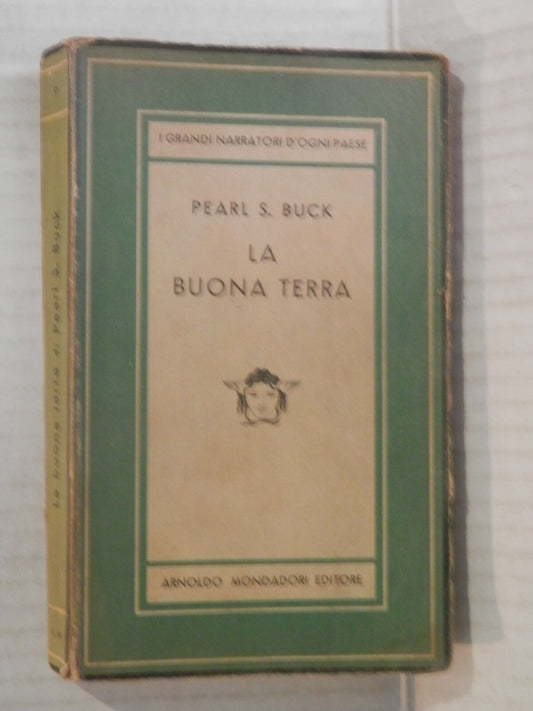 I GRANDI NARRATORI D'OGNI PAESE
PEARL S. BUCK
LA
BUONA TERRA
ARNOLDO MONDADORI EDITORE
La buona terra di Pearl S. Buck